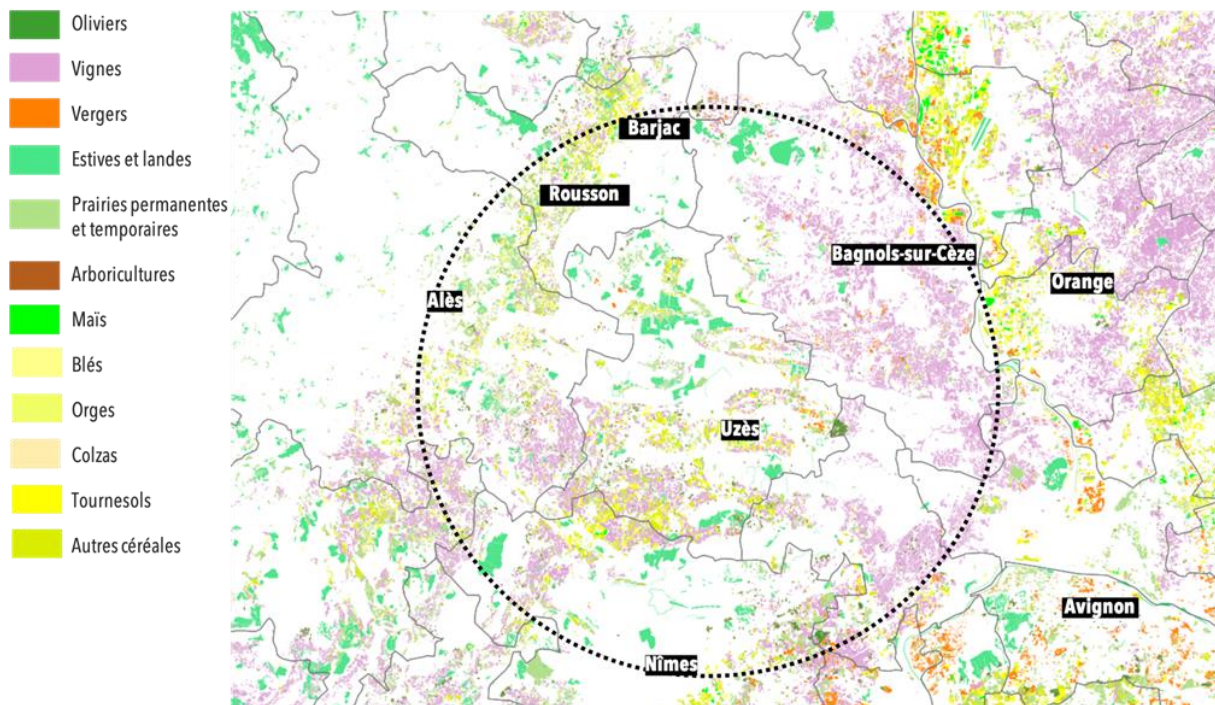 Oliviers
Vignes
Vergers
Estives et landes
Prairies permanentes
et temporaires
Arboricultures
Maïs
Blés
Orges
Colzas
Tournesols
Autres céréales
Barjac
Rousson
Bagnols-sur-Cèze
Orange
Alès
Uzès
Avignon
Nîmes